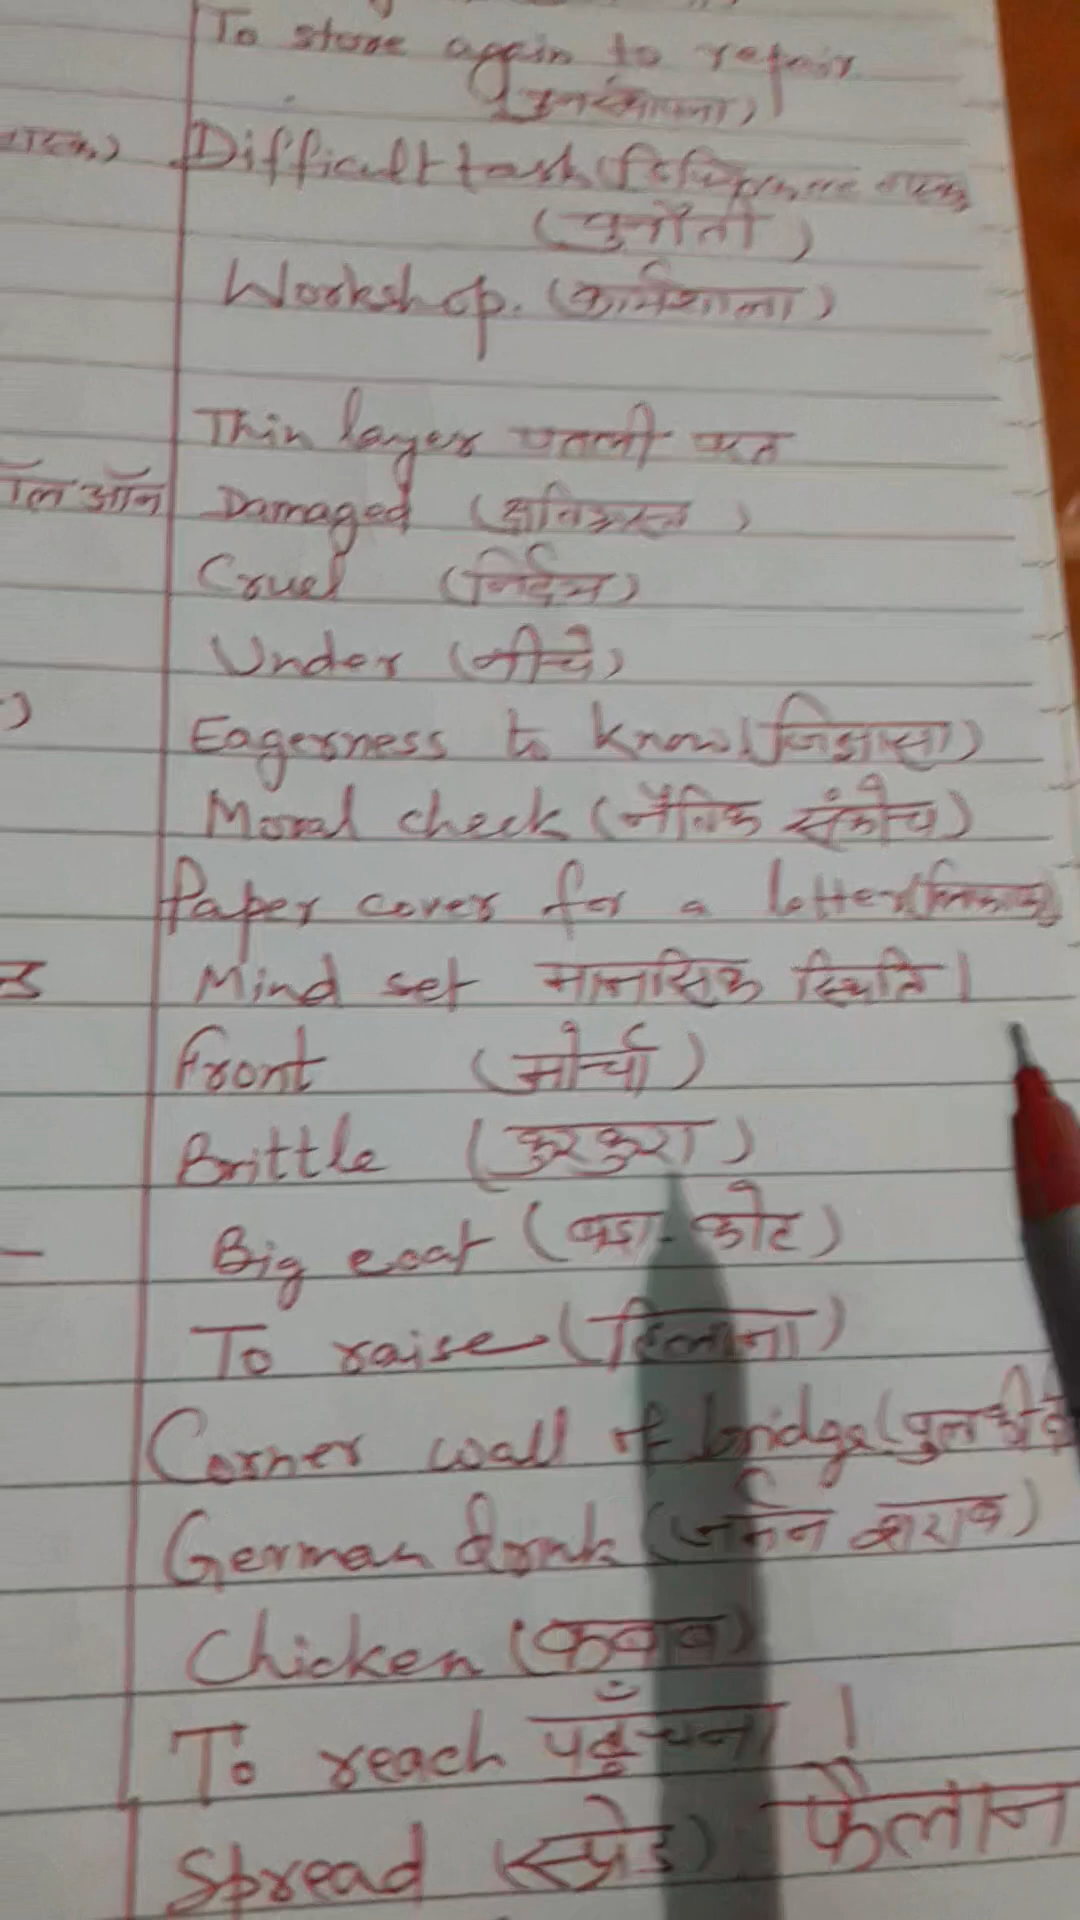 To store again to repair
Difficult task
(चुनौती)
Workshop. (कार्यशाला)
Thin layer पतली परत
ऑन Damaged (क्षतिग्रस्त)
Cruel (निर्दय)
Under (नीचे)
Eagerness to know (जिज्ञासा)
Moral check (नैतिक संकोच)
Paper cover for a letter
Mind set मानसिक स्थिति।
Front (मोर्चा)
Brittle (कुरकुरा)
Big coat (बड़ा कोट)
To raise (हिलाना)
Corner wall of bridge (पुल की
German drink (जर्मन शराब)
Chicken (कबाब)
To reach पहुँचना।
Spread (स्प्रेड) फैलान